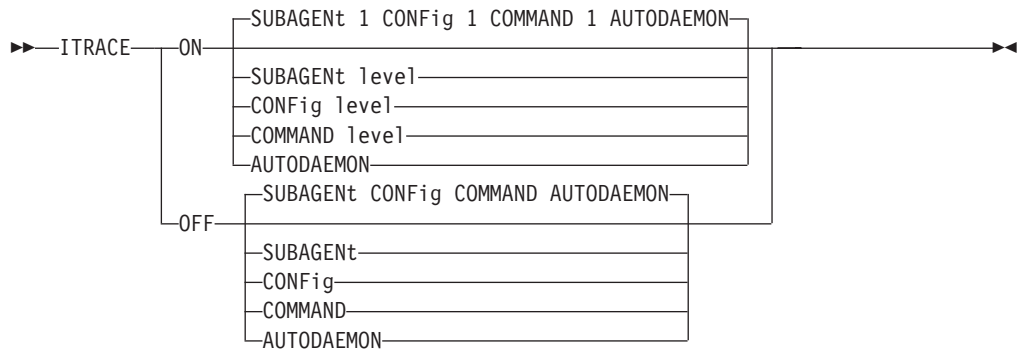 SUBAGENt 1 CONFig 1 COMMAND 1 AUTODAEMON
ITRACE ON
SUBAGENt level
CONFig level
COMMAND level
AUTODAEMON
SUBAGENt CONFig COMMAND AUTODAEMON
OFF
SUBAGENt
CONFig
COMMAND
AUTODAEMON